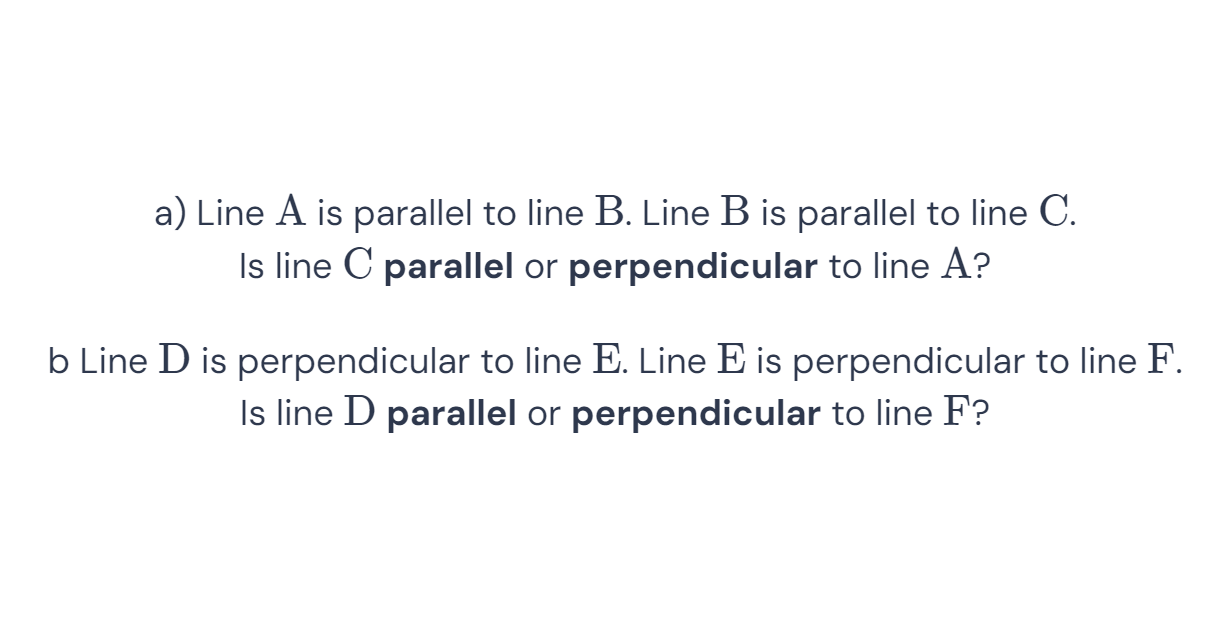 a) Line A is parallel to line B. Line B is parallel to line C.
Is line C parallel or perpendicular to line A?
b Line D is perpendicular to line E. Line E is perpendicular to line F.
Is line D parallel or perpendicular to line F?